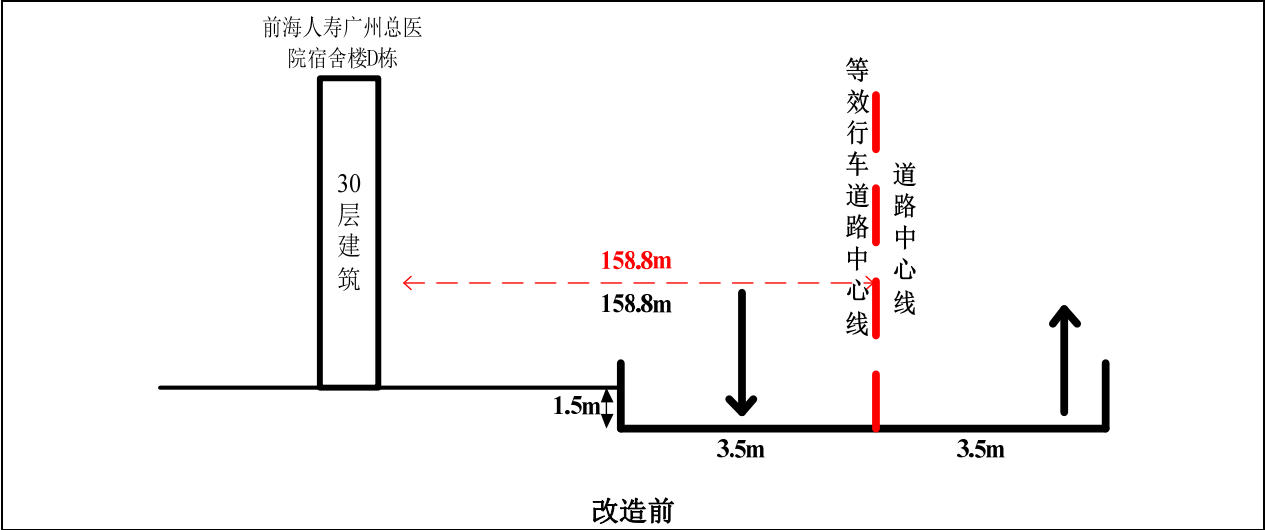 前海人寿广州总医
院宿舍楼D栋
30层建筑
等效行车道路中心线
道路中心线
158.8m
158.8m
1.5m
3.5m
3.5m
改造前